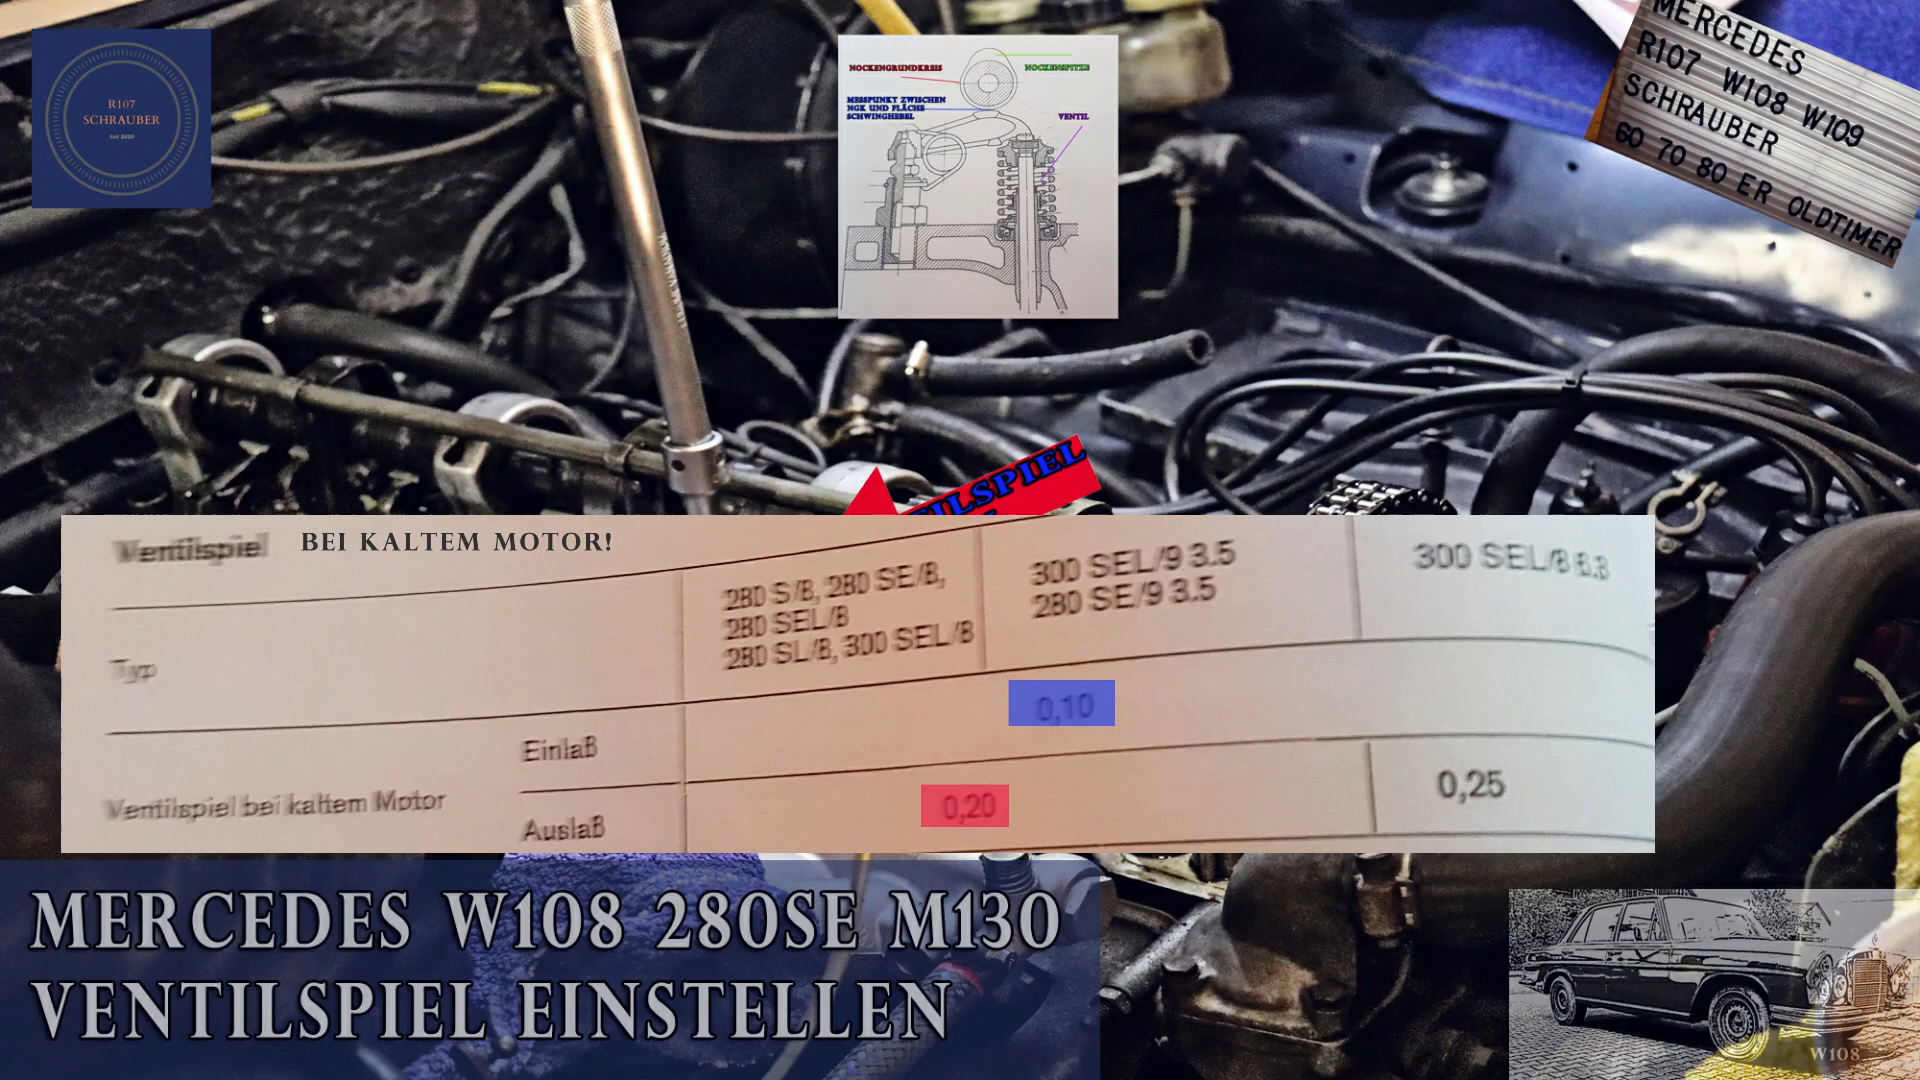 R107
SCHRAUBER
Seit 2020
NOCKENGRUNDKREIS
NOCKENSPITZE
MESSPUNKT ZWISCHEN
NGK UND FLÄCHE
SCHWINGHEBEL
VENTIL
MERCEDES
R107 W108 W109
SCHRAUBER
60 70 80 ER OLDTIMER
ILSPIEL
Ventilspiel BEI KALTEM MOTOR!
Typ
280 S/8, 280 SE/8,
280 SEL/8
280 SL/8, 300 SEL/8
300 SEL/9 3.5
280 SE/9 3.5
300 SEL/8 6.3
Ventilspiel bei kaltem Motor
Einlaß
0,10
Auslaß
0,20
0,25
MERCEDES W108 280SE M130
VENTILSPIEL EINSTELLEN
W108